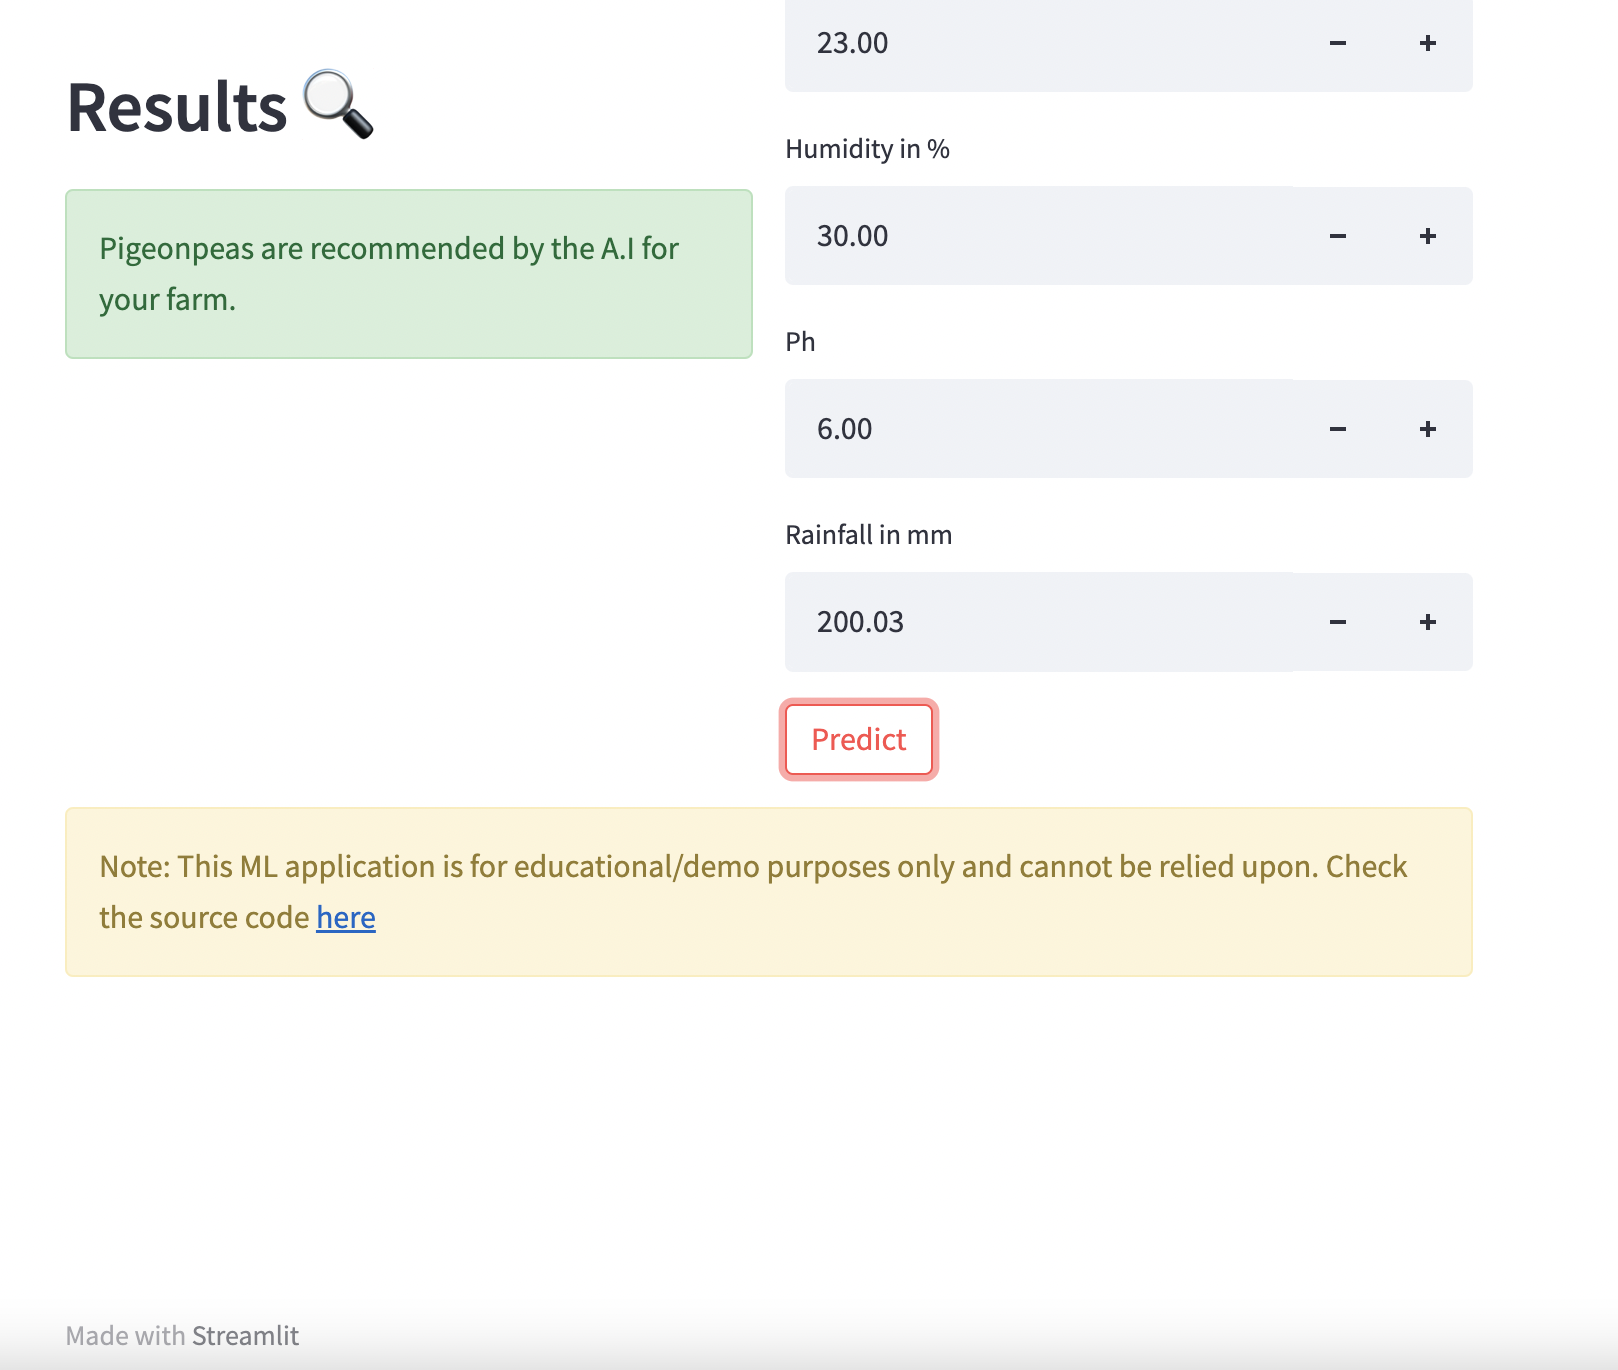 Results
Pigeonpeas are recommended by the A.I for
your farm.
23.00
Humidity in %
30.00
Ph
6.00
Rainfall in mm
200.03
Predict
Note: This ML application is for educational/demo purposes only and cannot be relied upon. Check
the source code here
Made with Streamlit